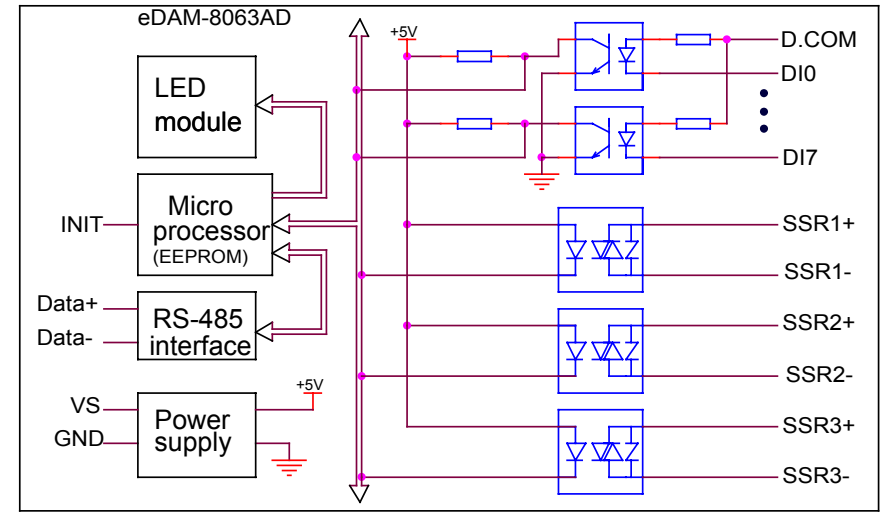 eDAM-8063AD
LED
module
Micro
processor
(EEPROM)
INIT
RS-485
interface
Data+
Data-
Power
supply
VS
GND
+5V
+5V
D.COM
DI0
DI7
SSR1+
SSR1-
SSR2+
SSR2-
SSR3+
SSR3-